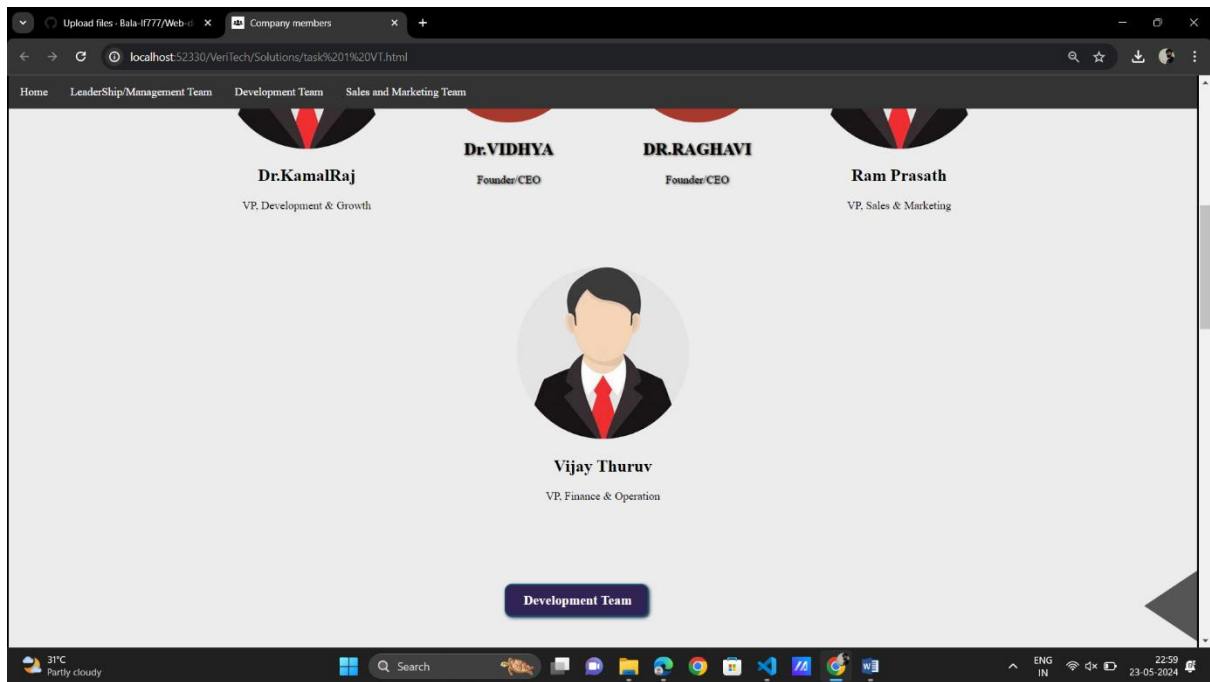 Upload files · Bala-lf777/Web-d
Company members
localhost:52330/VeriTech/Solutions/task%201%20VT.html
Home LeaderShip/Management Team Development Team Sales and Marketing Team
Dr.VIDHYA DR.RAGHAVI
Dr.KamalRaj Founder/CEO Founder/CEO Ram Prasath
VP, Development & Growth VP, Sales & Marketing
Vijay Thuruv
VP, Finance & Operation
Development Team
31°C
Partly cloudy
Search
ENG
IN
22:59
23-05-2024